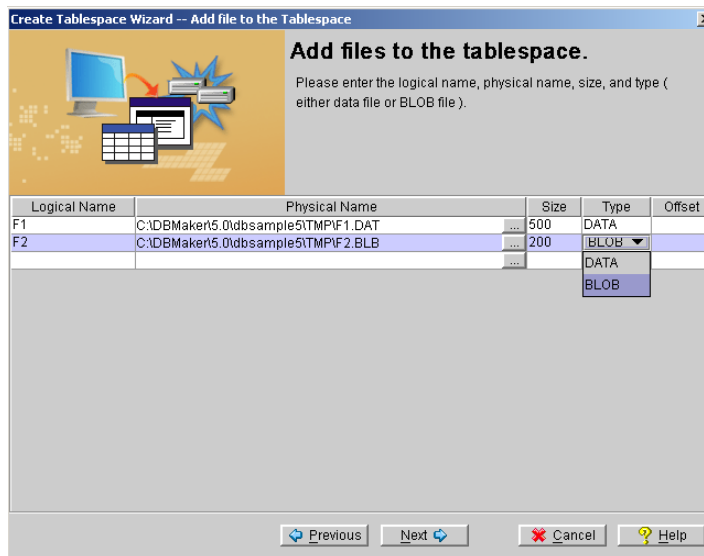 Create Tablespace Wizard -- Add file to the Tablespace
Add files to the tablespace.
Please enter the logical name, physical name, size, and type (
either data file or BLOB file ).
Logical Name Physical Name Size Type Offset
F1 C:\DBMaker\5.0\dbsample5\TMP\F1.DAT ... 500 DATA
F2 C:\DBMaker\5.0\dbsample5\TMP\F2.BLB ... 200 BLOB
... DATA
BLOB
Previous Next Cancel Help